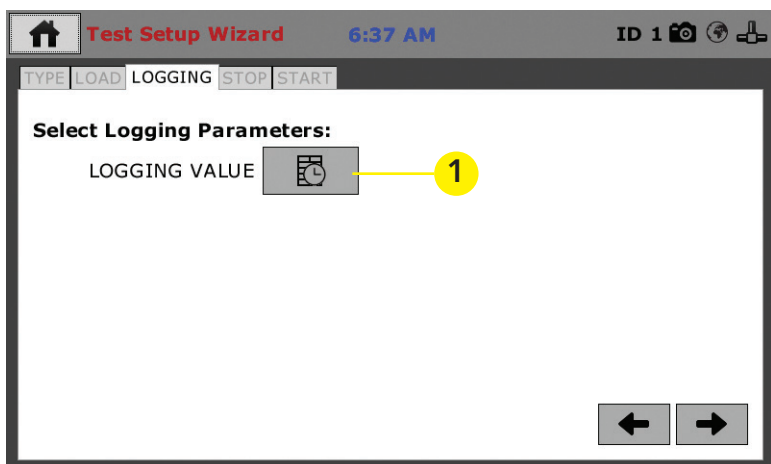 Test Setup Wizard 6:37 AM ID 1
TYPE LOAD LOGGING STOP START
Select Logging Parameters:
LOGGING VALUE 1